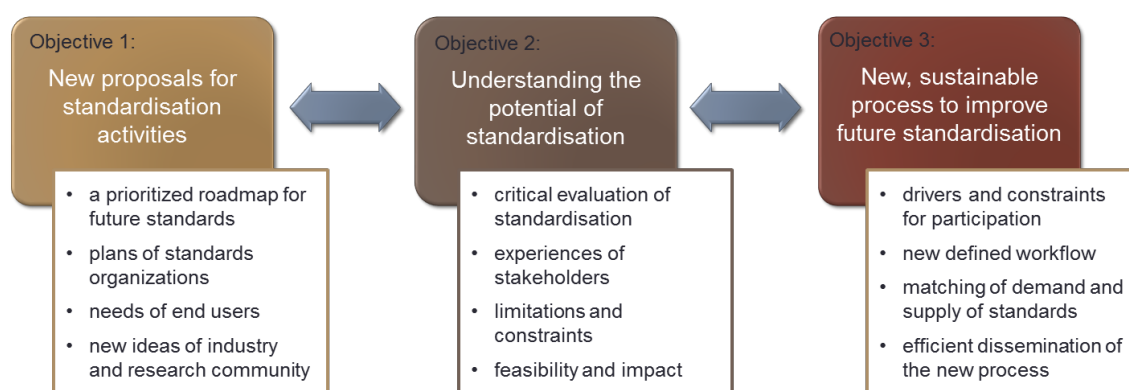 Objective 1:
New proposals for
standardisation
activities
• a prioritized roadmap for
future standards
• plans of standards
organizations
• needs of end users
• new ideas of industry
and research community
Objective 2:
Understanding the
potential of
standardisation
• critical evaluation of
standardisation
• experiences of
stakeholders
• limitations and
constraints
• feasibility and impact
Objective 3:
New, sustainable
process to improve
future standardisation
• drivers and constraints
for participation
• new defined workflow
• matching of demand and
supply of standards
• efficient dissemination of
the new process